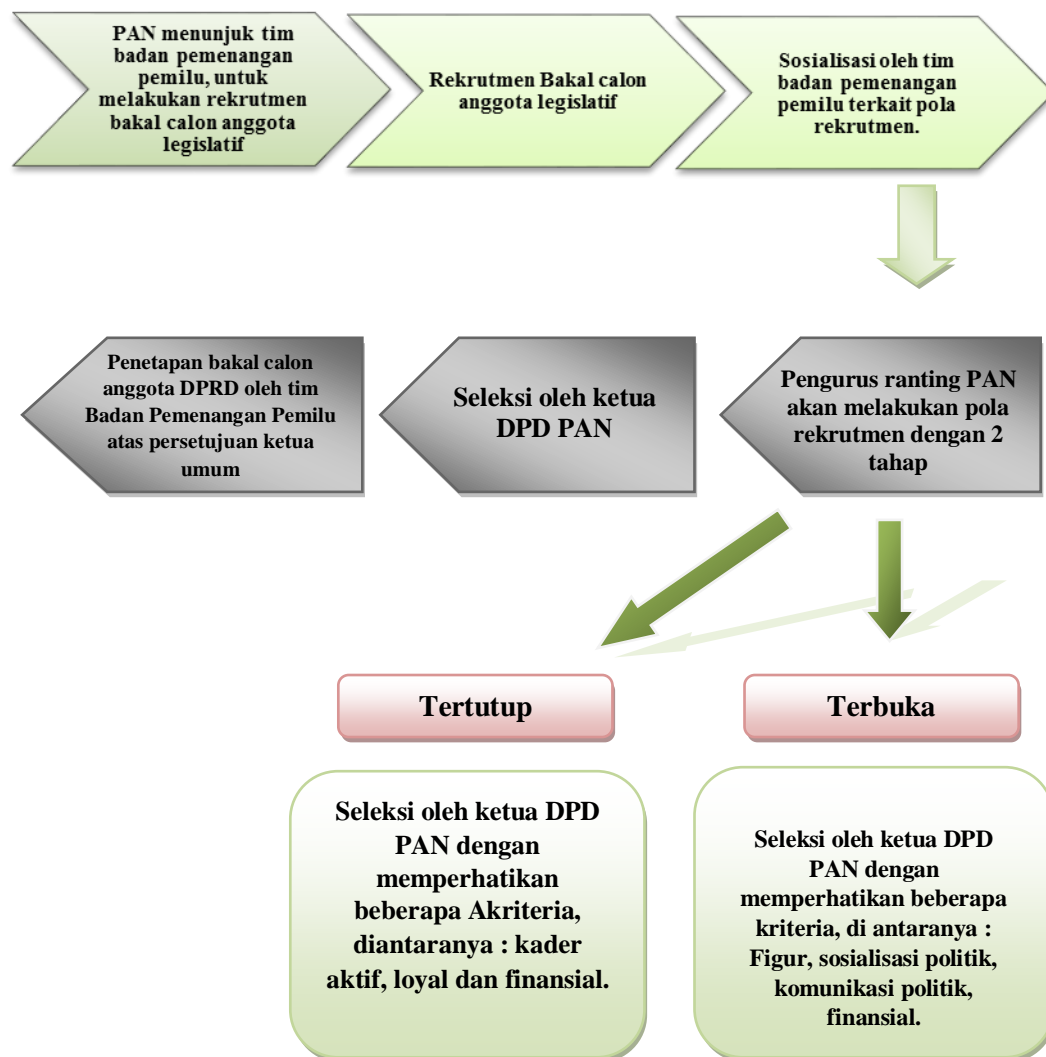 PAN menunjuk tim
badan pemenangan
pemilu, untuk
melakukan rekrutmen
bakal calon anggota
legislatif
Rekrutmen Bakal calon
anggota legislatif
Sosialisasi oleh tim
badan pemenangan
pemilu terkait pola
rekrutmen.
Penetapan bakal calon
anggota DPRD oleh tim
Badan Pemenangan Pemilu
atas persetujuan ketua
umum
Seleksi oleh ketua
DPD PAN
Pengurus ranting PAN
akan melakukan pola
rekrutmen dengan 2
tahap
Tertutup
Terbuka
Seleksi oleh ketua DPD
PAN dengan
memperhatikan
beberapa Akriteria,
diantaranya : kader
aktif, loyal dan finansial.
Seleksi oleh ketua DPD
PAN dengan
memperhatikan beberapa
kriteria, di antaranya :
Figur, sosialisasi politik,
komunikasi politik,
finansial.